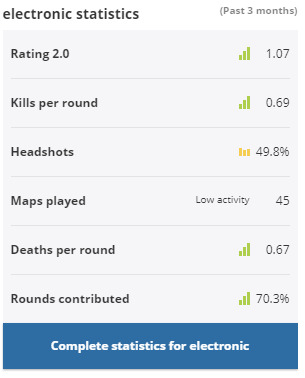 electronic statistics (Past 3 months)
Rating 2.0 1.07
Kills per round 0.69
Headshots 49.8%
Maps played Low activity 45
Deaths per round 0.67
Rounds contributed 70.3%
Complete statistics for electronic